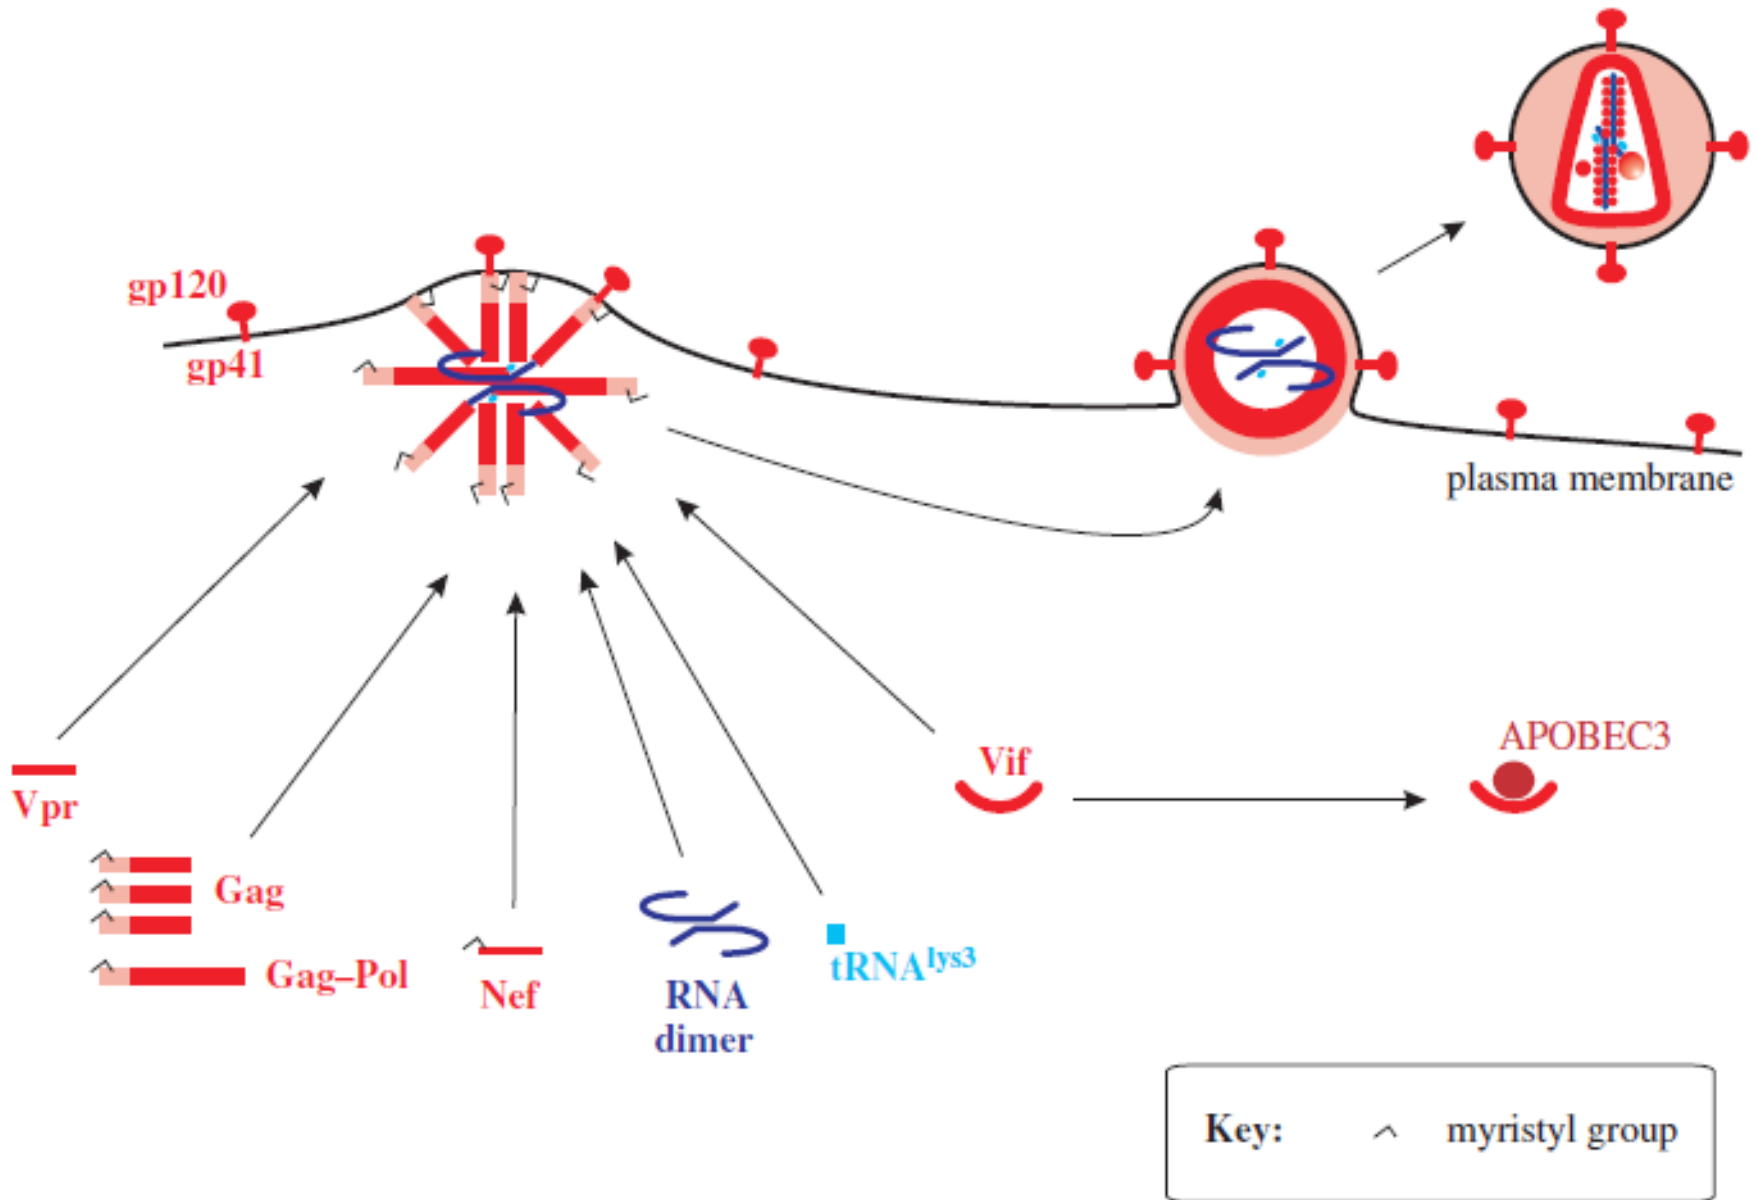 gp120
gp41
plasma membrane
Vpr
Gag
Gag–Pol
Nef
RNA
dimer
tRNAlys3
Vif
APOBEC3
Key: myristyl group